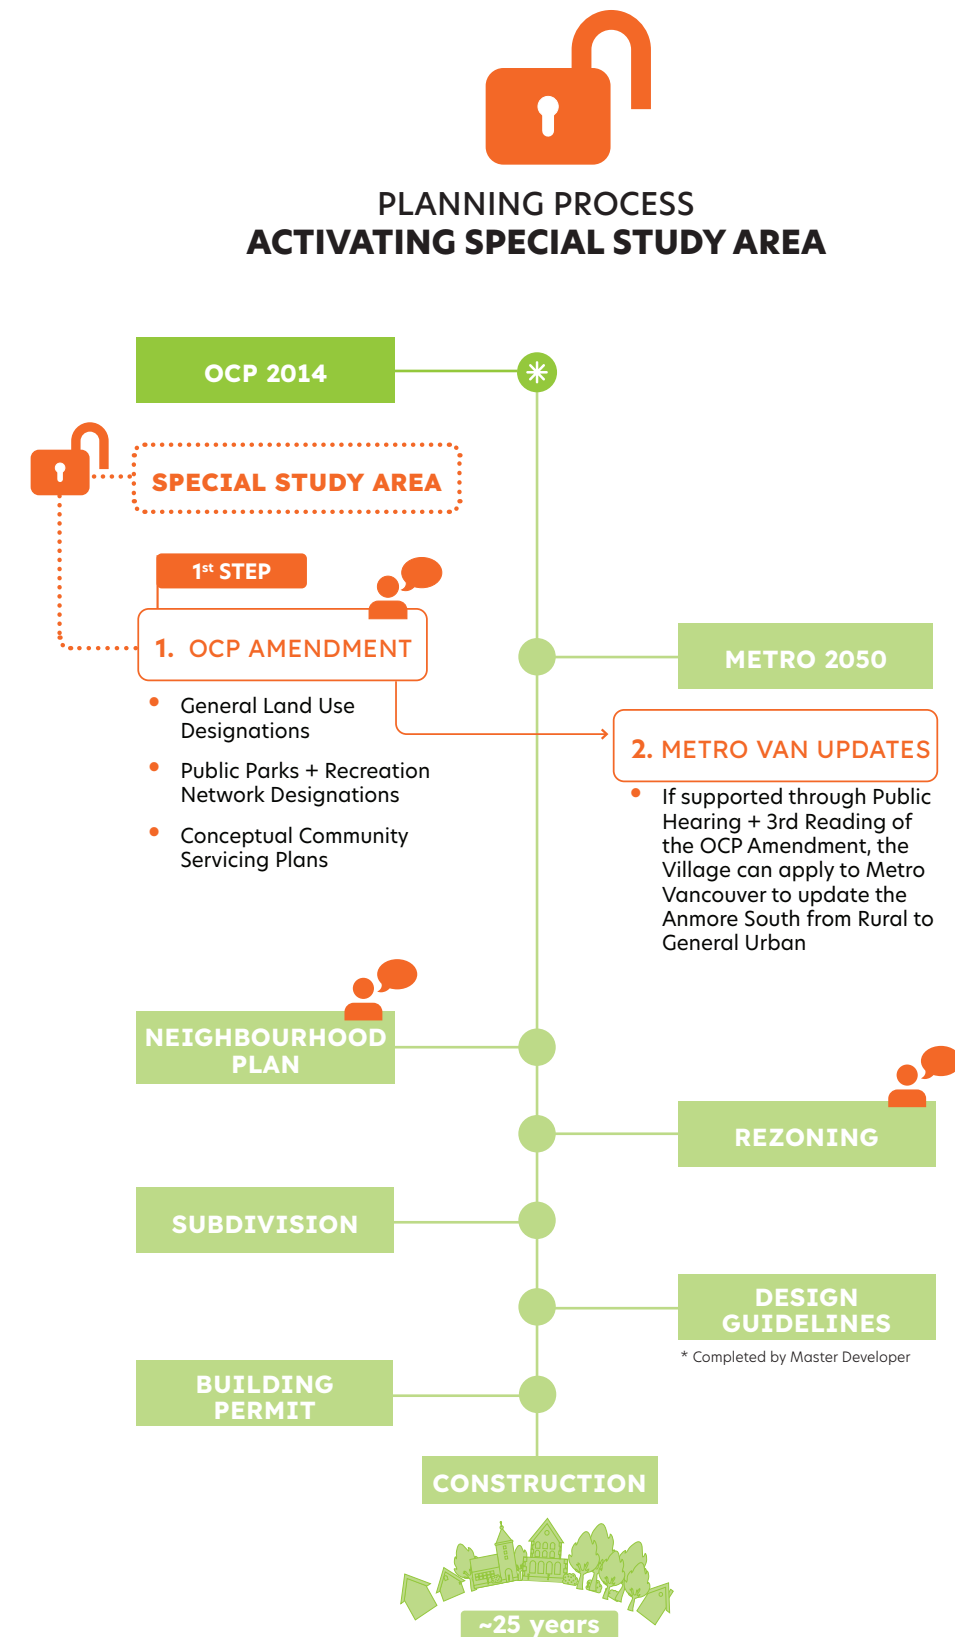 PLANNING PROCESS
ACTIVATING SPECIAL STUDY AREA
OCP 2014
SPECIAL STUDY AREA
1st STEP
1. OCP AMENDMENT
• General Land Use
Designations
• Public Parks + Recreation
Network Designations
• Conceptual Community
Servicing Plans
METRO 2050
2. METRO VAN UPDATES
• If supported through Public
Hearing + 3rd Reading of
the OCP Amendment, the
Village can apply to Metro
Vancouver to update the
Anmore South from Rural to
General Urban
NEIGHBOURHOOD
PLAN
REZONING
SUBDIVISION
DESIGN
GUIDELINES
* Completed by Master Developer
BUILDING
PERMIT
CONSTRUCTION
~25 years